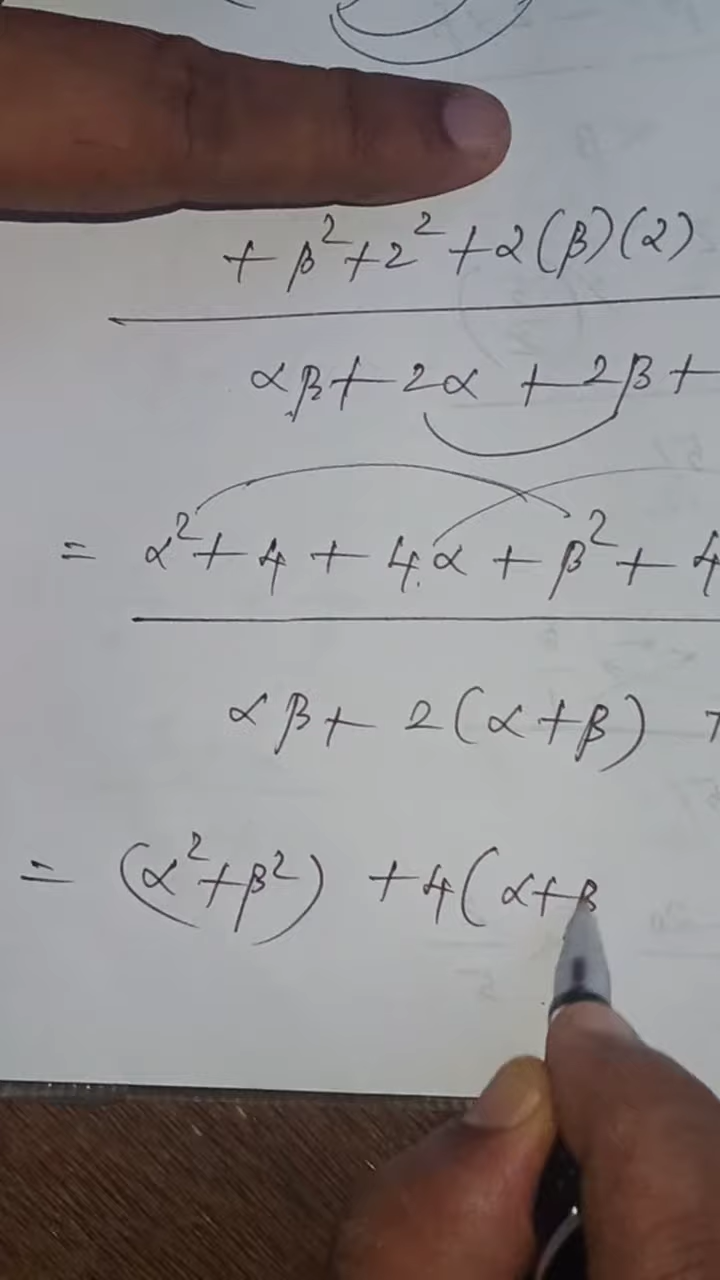 + β² + 2² + 2(β)(2)
αβ + 2α + 2β +
= α² + 4 + 4α + β² + 4
αβ + 2(α + β) +
= (α² + β²) + 4(α + β